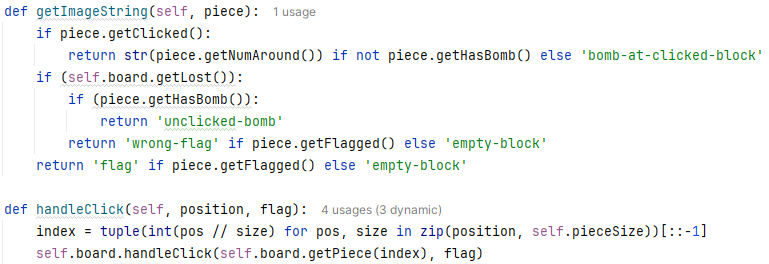 def getImageString(self, piece):  1 usage
    if piece.getClicked():
        return str(piece.getNumAround()) if not piece.getHasBomb() else 'bomb-at-clicked-block'
    if (self.board.getLost()):
        if (piece.getHasBomb()):
            return 'unclicked-bomb'
        return 'wrong-flag' if piece.getFlagged() else 'empty-block'
    return 'flag' if piece.getFlagged() else 'empty-block'

def handleClick(self, position, flag):  4 usages (3 dynamic)
    index = tuple(int(pos // size) for pos, size in zip(position, self.pieceSize))[::-1]
    self.board.handleClick(self.board.getPiece(index), flag)